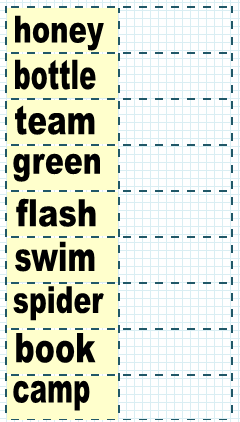 honey
bottle
team
green
flash
swim
spider
book
camp